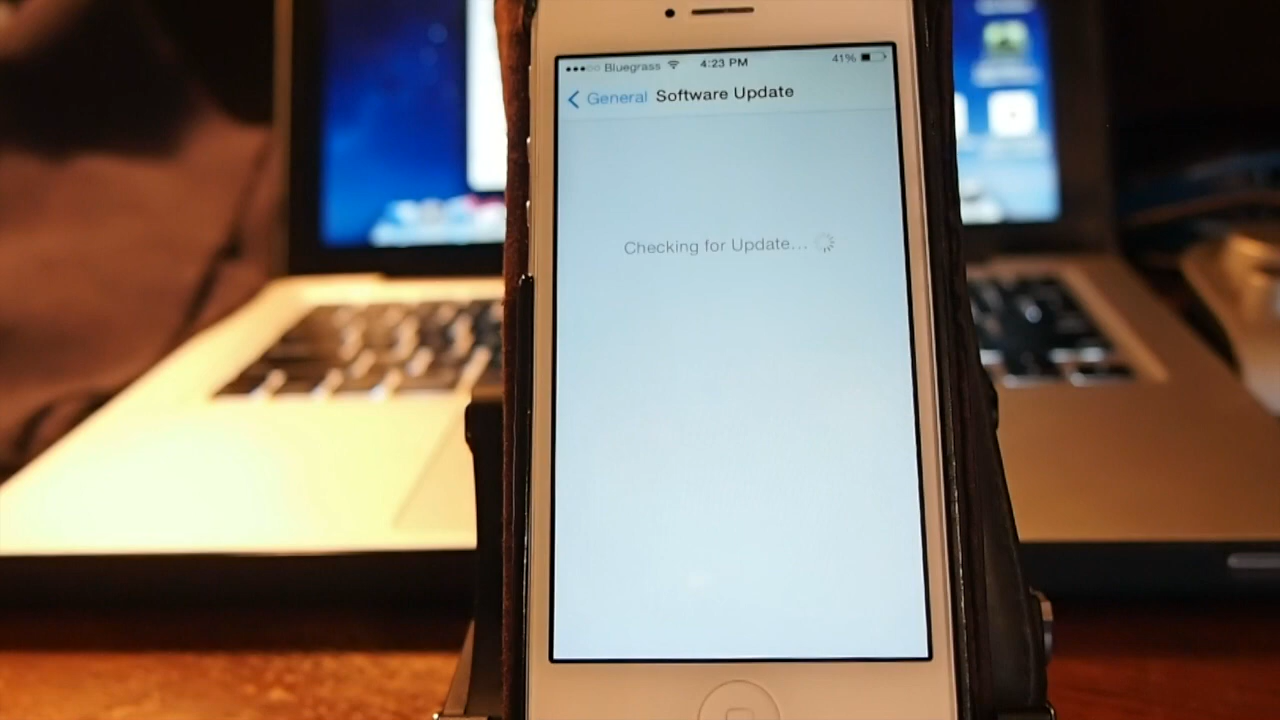 Bluegrass 4:23 PM 41%
General Software Update
Checking for Update...